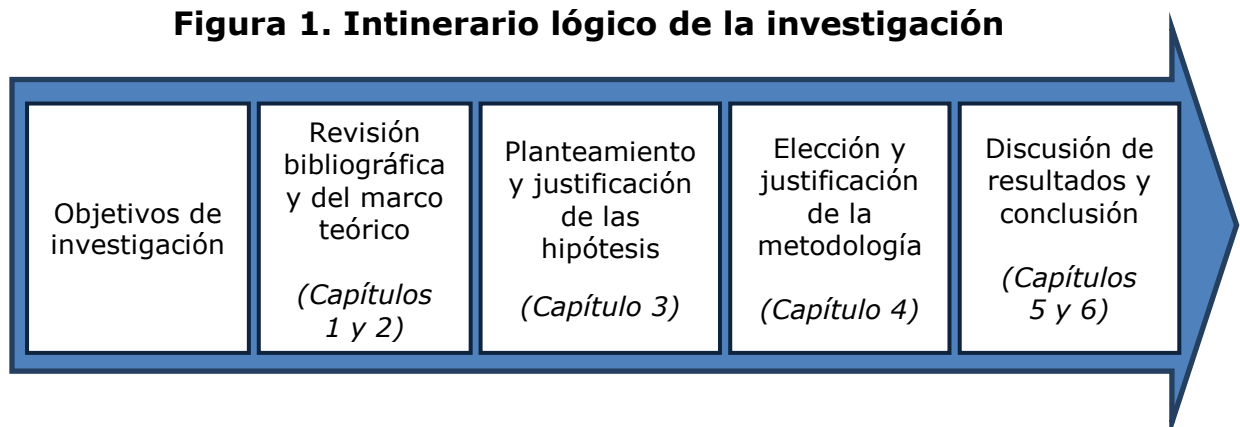 Figura 1. Intinerario lógico de la investigación
Objetivos de
investigación
Revisión
bibliográfica
y del marco
teórico
(Capítulos
1 y 2)
Planteamiento
y justificación
de las
hipótesis
(Capítulo 3)
Elección y
justificación
de la
metodología
(Capítulo 4)
Discusión de
resultados y
conclusión
(Capítulos
5 y 6)